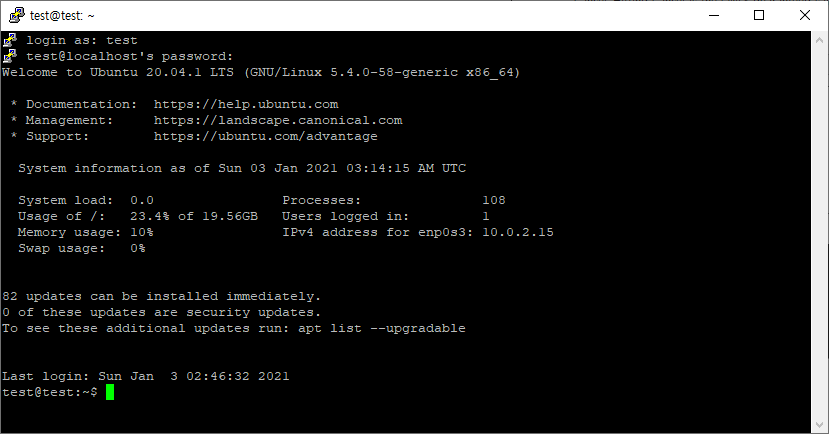 test@test: ~
login as: test
test@localhost's password:
Welcome to Ubuntu 20.04.1 LTS (GNU/Linux 5.4.0-58-generic x86_64)
* Documentation:  https://help.ubuntu.com
* Management:     https://landscape.canonical.com
* Support:        https://ubuntu.com/advantage
System information as of Sun 03 Jan 2021 03:14:15 AM UTC
System load:  0.0                Processes:               108
Usage of /:   23.4% of 19.56GB   Users logged in:         1
Memory usage: 10%                IPv4 address for enp0s3: 10.0.2.15
Swap usage:   0%
82 updates can be installed immediately.
0 of these updates are security updates.
To see these additional updates run: apt list --upgradable
Last login: Sun Jan  3 02:46:32 2021
test@test:~$